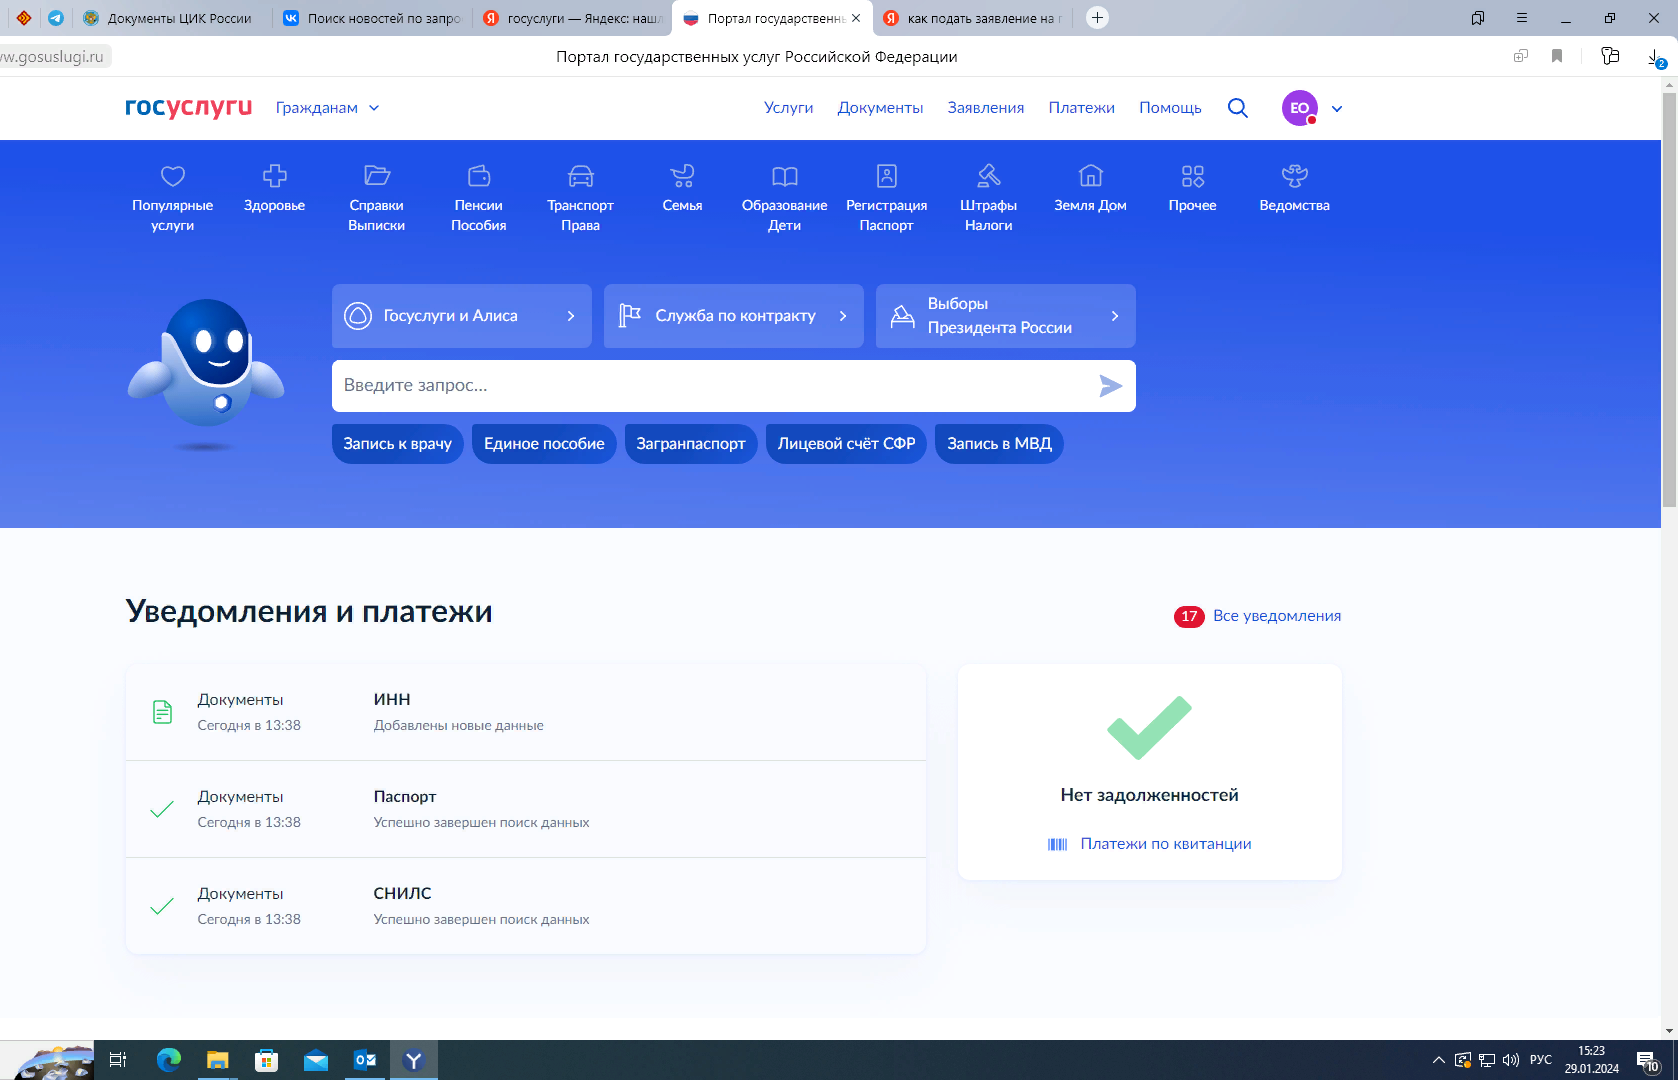 Документы ЦИК России
Поиск новостей по запро
госуслуги — Яндекс: наш
Портал государственн
как подать заявление на
w.gosuslugi.ru
Портал государственных услуг Российской Федерации
2
госуслуги
Гражданам
Услуги
Документы
Заявления
Платежи
Помощь
ЕО
Популярные
услуги
Здоровье
Справки
Выписки
Пенсии
Пособия
Транспорт
Права
Семья
Образование
Дети
Регистрация
Паспорт
Штрафы
Налоги
Земля Дом
Прочее
Ведомства
Госуслуги и Алиса
Служба по контракту
Выборы
Президента России
Введите запрос...
Запись к врачу
Единое пособие
Загранпаспорт
Лицевой счёт СФР
Запись в МВД
Уведомления и платежи
17 Все уведомления
Документы
ИНН
Сегодня в 13:38
Добавлены новые данные
Документы
Паспорт
Сегодня в 13:38
Успешно завершен поиск данных
Документы
СНИЛС
Сегодня в 13:38
Успешно завершен поиск данных
Нет задолженностей
Платежи по квитанции
РУС
15:23
29.01.2024
10